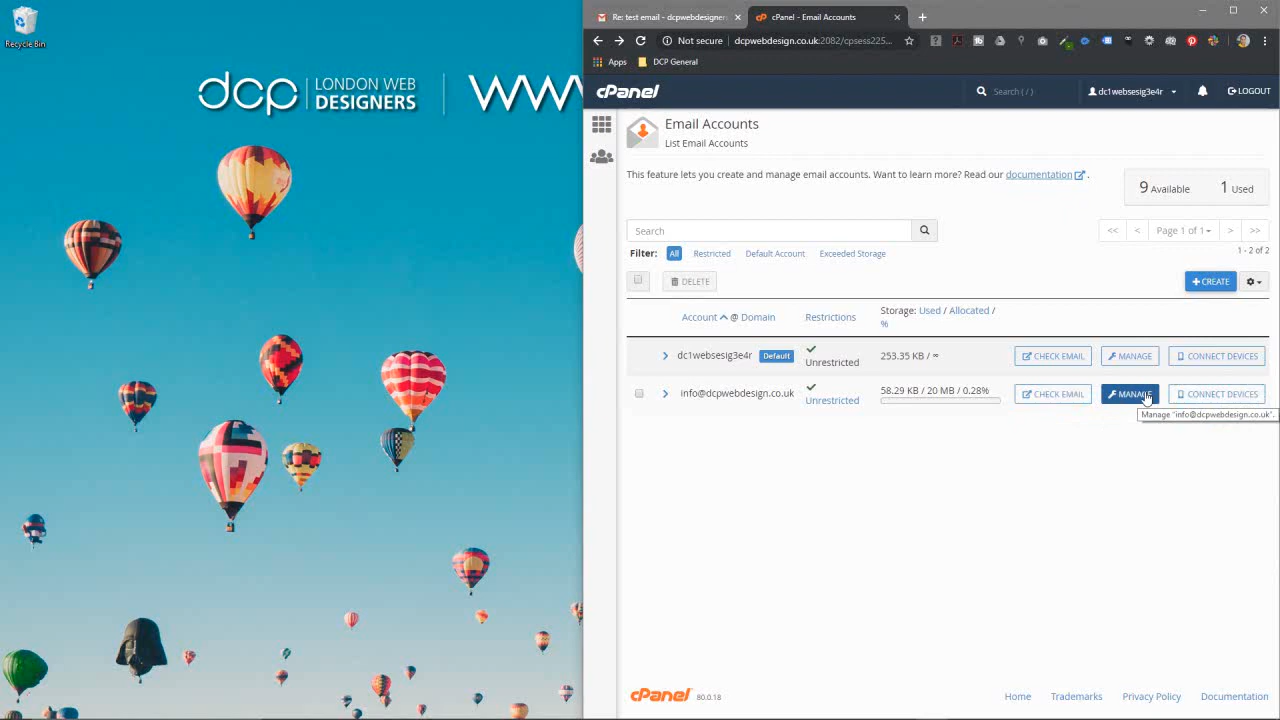 Recycle Bin
dcp LONDON WEB DESIGNERS
WW
Re: test email - dcpwebdesigners
cPanel - Email Accounts
Not secure dcpwebdesign.co.uk:2082/cpsess225...
Apps DCP General
cPanel Search ( / ) dc1websesig3e4r LOGOUT
Email Accounts
List Email Accounts
This feature lets you create and manage email accounts. Want to learn more? Read our documentation .
9 Available 1 Used
Search << < Page 1 of 1 > >>
Filter: All Restricted Default Account Exceeded Storage 1 - 2 of 2
DELETE +CREATE
Account @ Domain Restrictions Storage: Used / Allocated /
%
dc1websesig3e4r Default Unrestricted 253.35 KB / ∞ CHECK EMAIL MANAGE CONNECT DEVICES
info@dcpwebdesign.co.uk Unrestricted 58.29 KB / 20 MB / 0.28% CHECK EMAIL MANAGE CONNECT DEVICES
Manage "info@dcpwebdesign.co.uk".
cPanel 80.0.18 Home Trademarks Privacy Policy Documentation